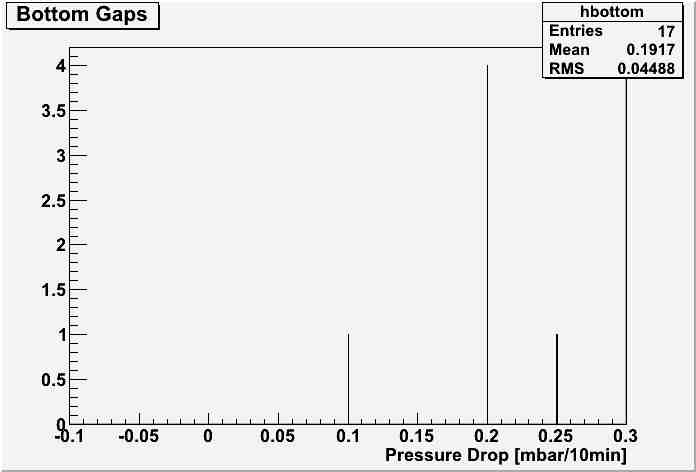 Bottom Gaps
hbottom
Entries 17
Mean 0.1917
RMS 0.04488
4
3.5
3
2.5
2
1.5
1
0.5
0
-0.1 -0.05 0 0.05 0.1 0.15 0.2 0.25 0.3
Pressure Drop [mbar/10min]